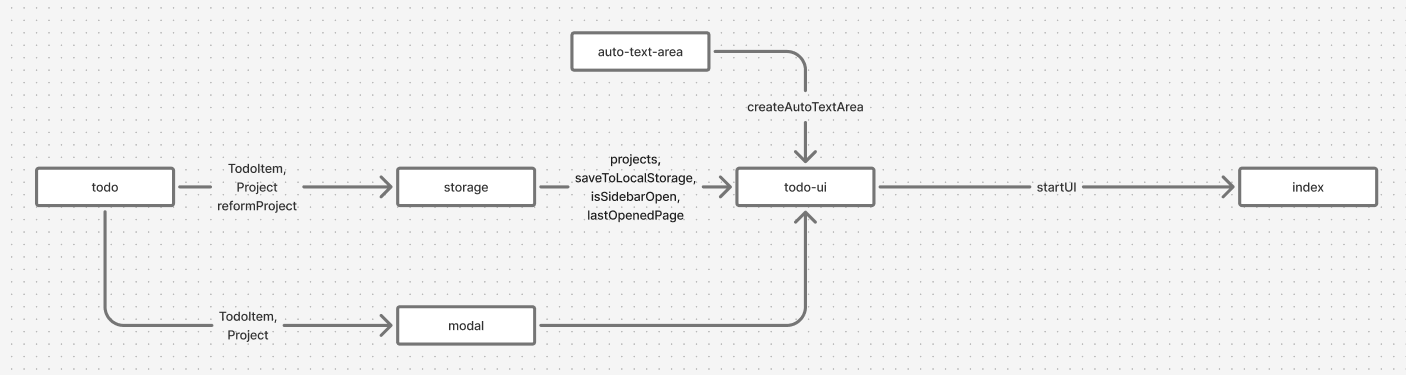 auto-text-area
createAutoTextArea
todo
TodoItem,
Project
reformProject
storage
projects,
saveToLocalStorage,
isSidebarOpen,
lastOpenedPage
todo-ui
startUI
index
TodoItem,
Project
modal